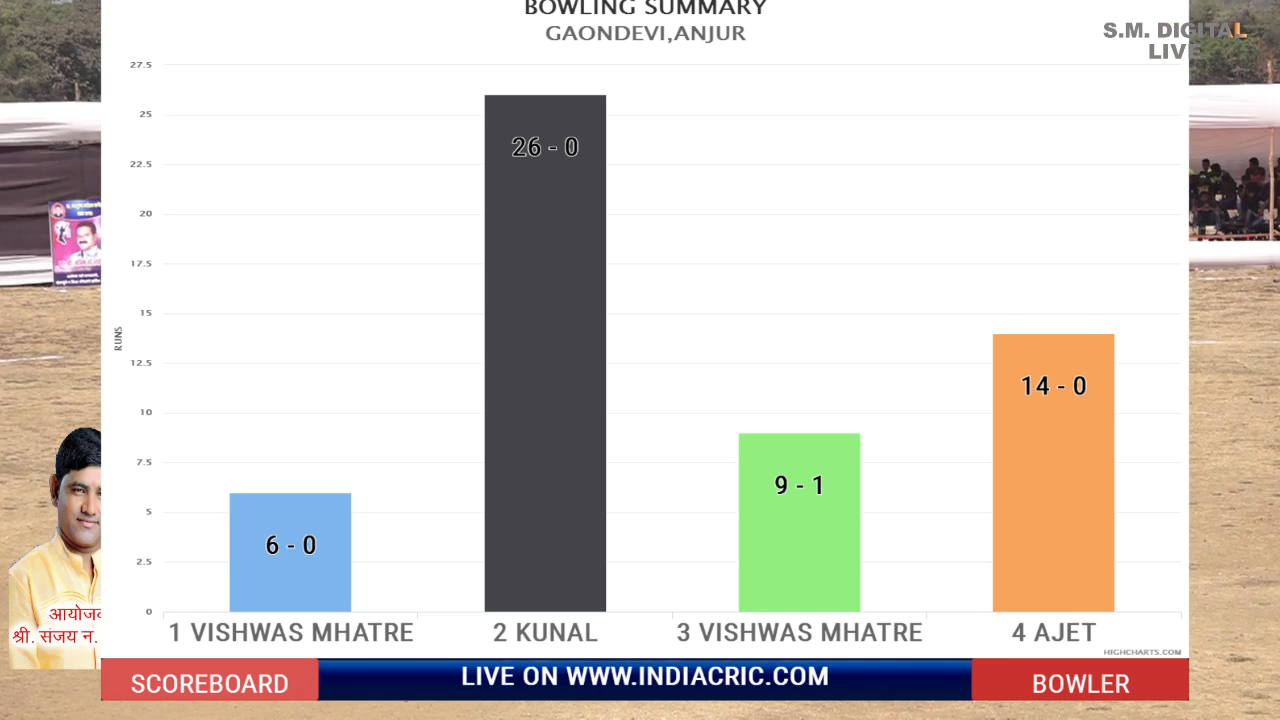 BOWLING SUMMARY
GAONDEVI,ANJUR
S.M. DIGITAL
LIVE
27.5
25
22.5
20
17.5
15
12.5
10
7.5
5
2.5
0
RUNS
26 - 0
14 - 0
9 - 1
6 - 0
1 VISHWAS MHATRE
2 KUNAL
3 VISHWAS MHATRE
4 AJET
HIGHCHARTS.COM
श्री. संजय न.
SCOREBOARD
LIVE ON WWW.INDIACRIC.COM
BOWLER